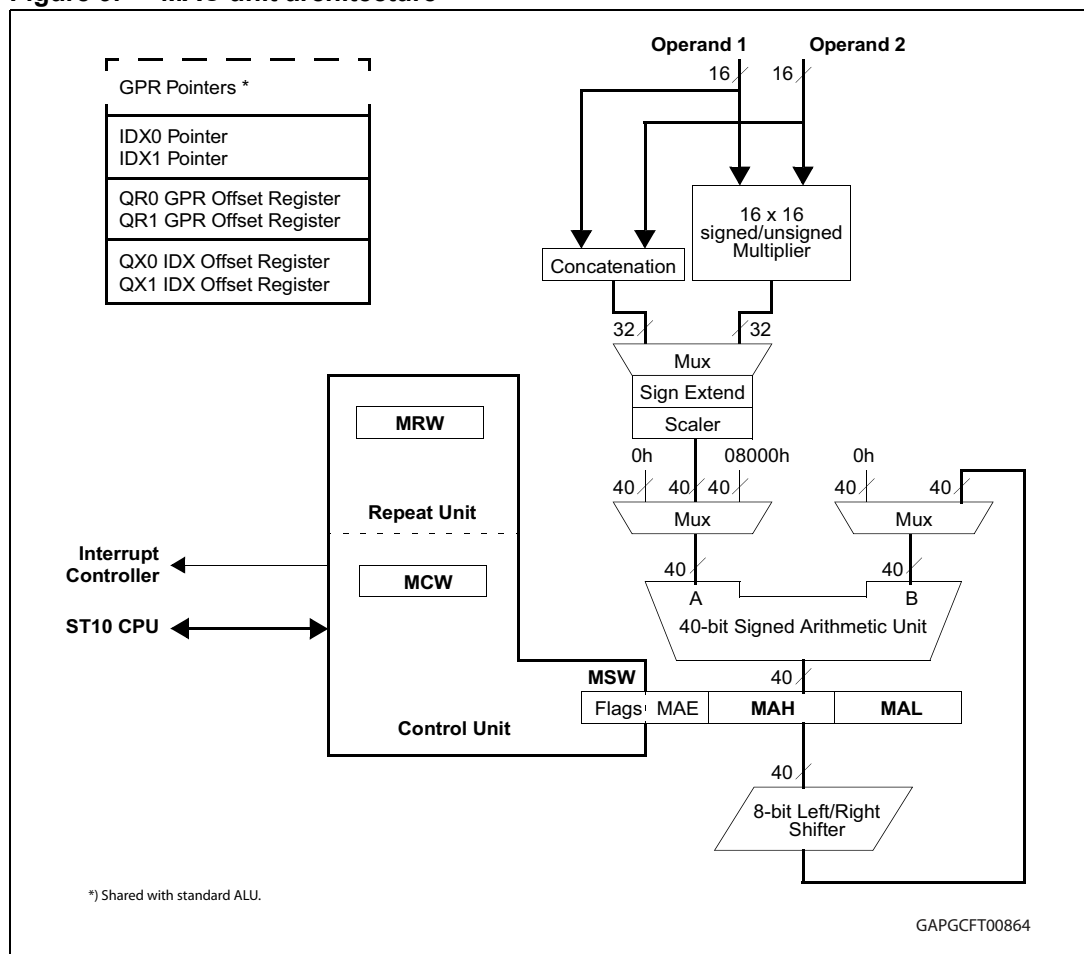 GPR Pointers *
IDX0 Pointer
IDX1 Pointer
QR0 GPR Offset Register
QR1 GPR Offset Register
QX0 IDX Offset Register
QX1 IDX Offset Register
Operand 1 Operand 2
16 16
16 x 16
signed/unsigned
Multiplier
Concatenation
32 32
Mux
Sign Extend
Scaler
0h 08000h 0h
40 40 40 40 40
Mux Mux
40 40
A B
40-bit Signed Arithmetic Unit
40
MSW
Flags MAE MAH MAL
40
8-bit Left/Right
Shifter
MRW
Repeat Unit
MCW
Control Unit
Interrupt
Controller
ST10 CPU
*) Shared with standard ALU.
GAPGCFT00864